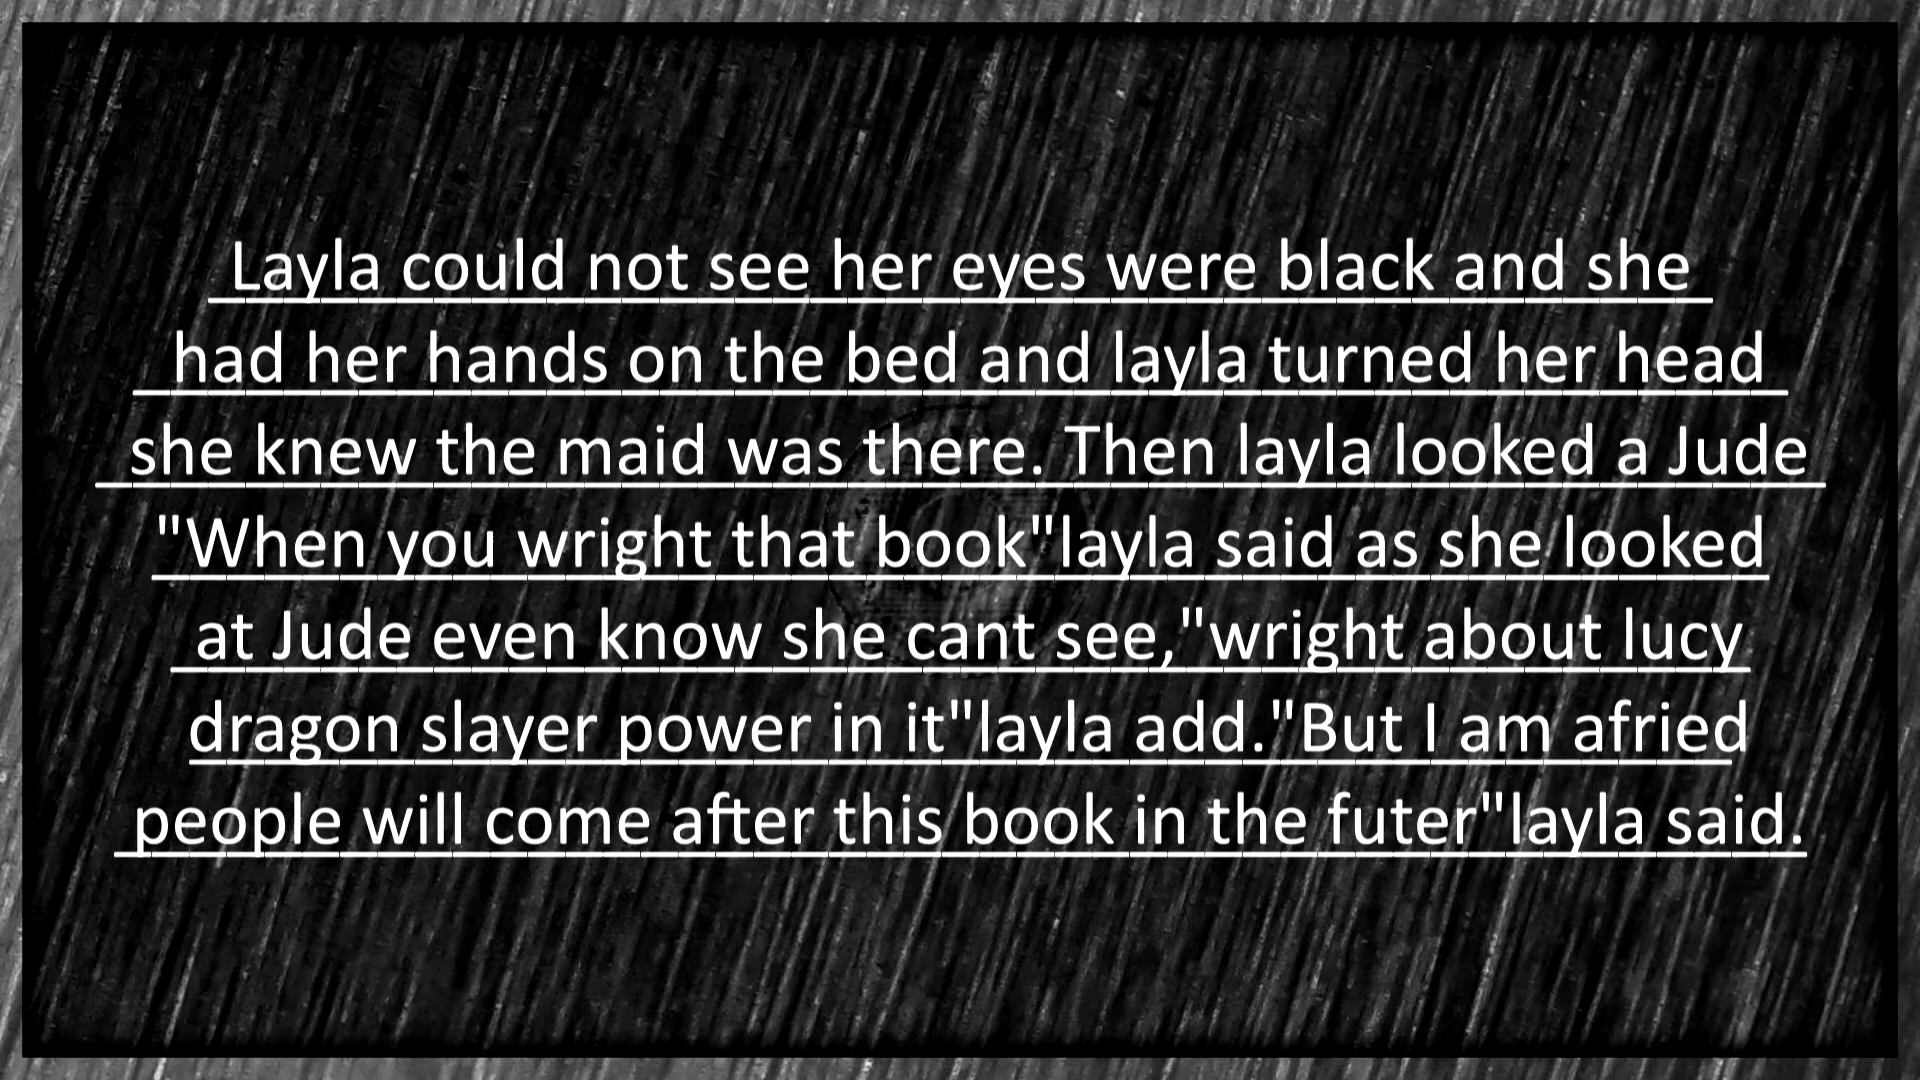 Layla could not see her eyes were black and she
had her hands on the bed and layla turned her head
she knew the maid was there. Then layla looked a Jude
"When you wright that book"layla said as she looked
at Jude even know she cant see,"wright about lucy
dragon slayer power in it"layla add."But I am afried
people will come after this book in the futer"layla said.